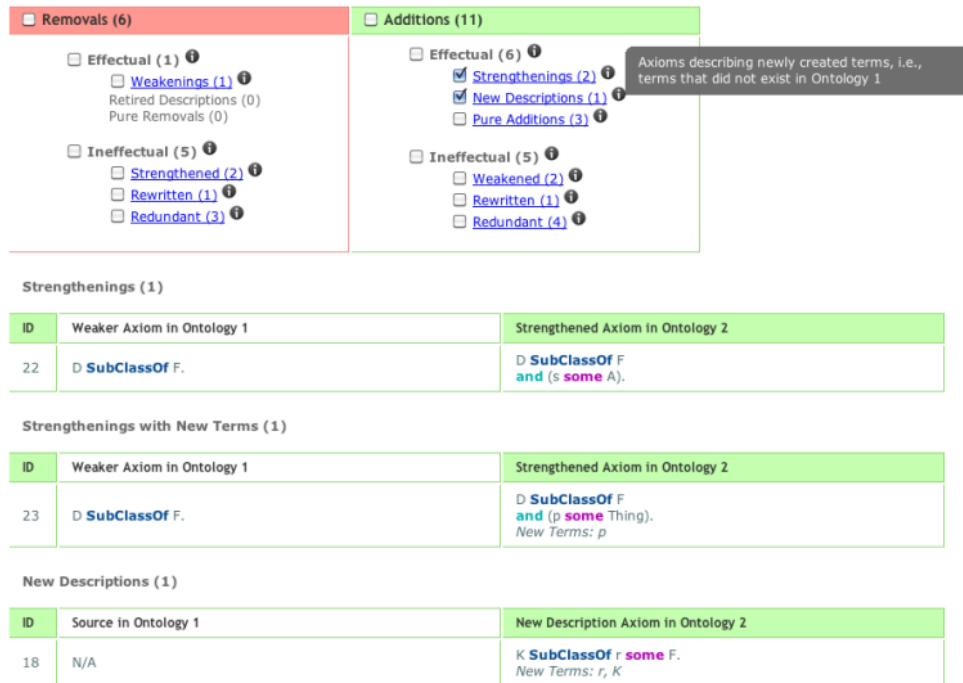 Removals (6)
Additions (11)
Effectual (1)
Weakenings (1)
Retired Descriptions (0)
Pure Removals (0)
Ineffectual (5)
Strengthened (2)
Rewritten (1)
Redundant (3)
Effectual (6)
Strengthenings (2)
New Descriptions (1)
Pure Additions (3)
Ineffectual (5)
Weakened (2)
Rewritten (1)
Redundant (4)
Axioms describing newly created terms, i.e.,
terms that did not exist in Ontology 1
Strengthenings (1)
ID Weaker Axiom in Ontology 1 Strengthened Axiom in Ontology 2
22 D SubClassOf F. D SubClassOf F
and (s some A).
Strengthenings with New Terms (1)
ID Weaker Axiom in Ontology 1 Strengthened Axiom in Ontology 2
23 D SubClassOf F. D SubClassOf F
and (p some Thing).
New Terms: p
New Descriptions (1)
ID Source in Ontology 1 New Description Axiom in Ontology 2
18 N/A K SubClassOf r some F.
New Terms: r, K